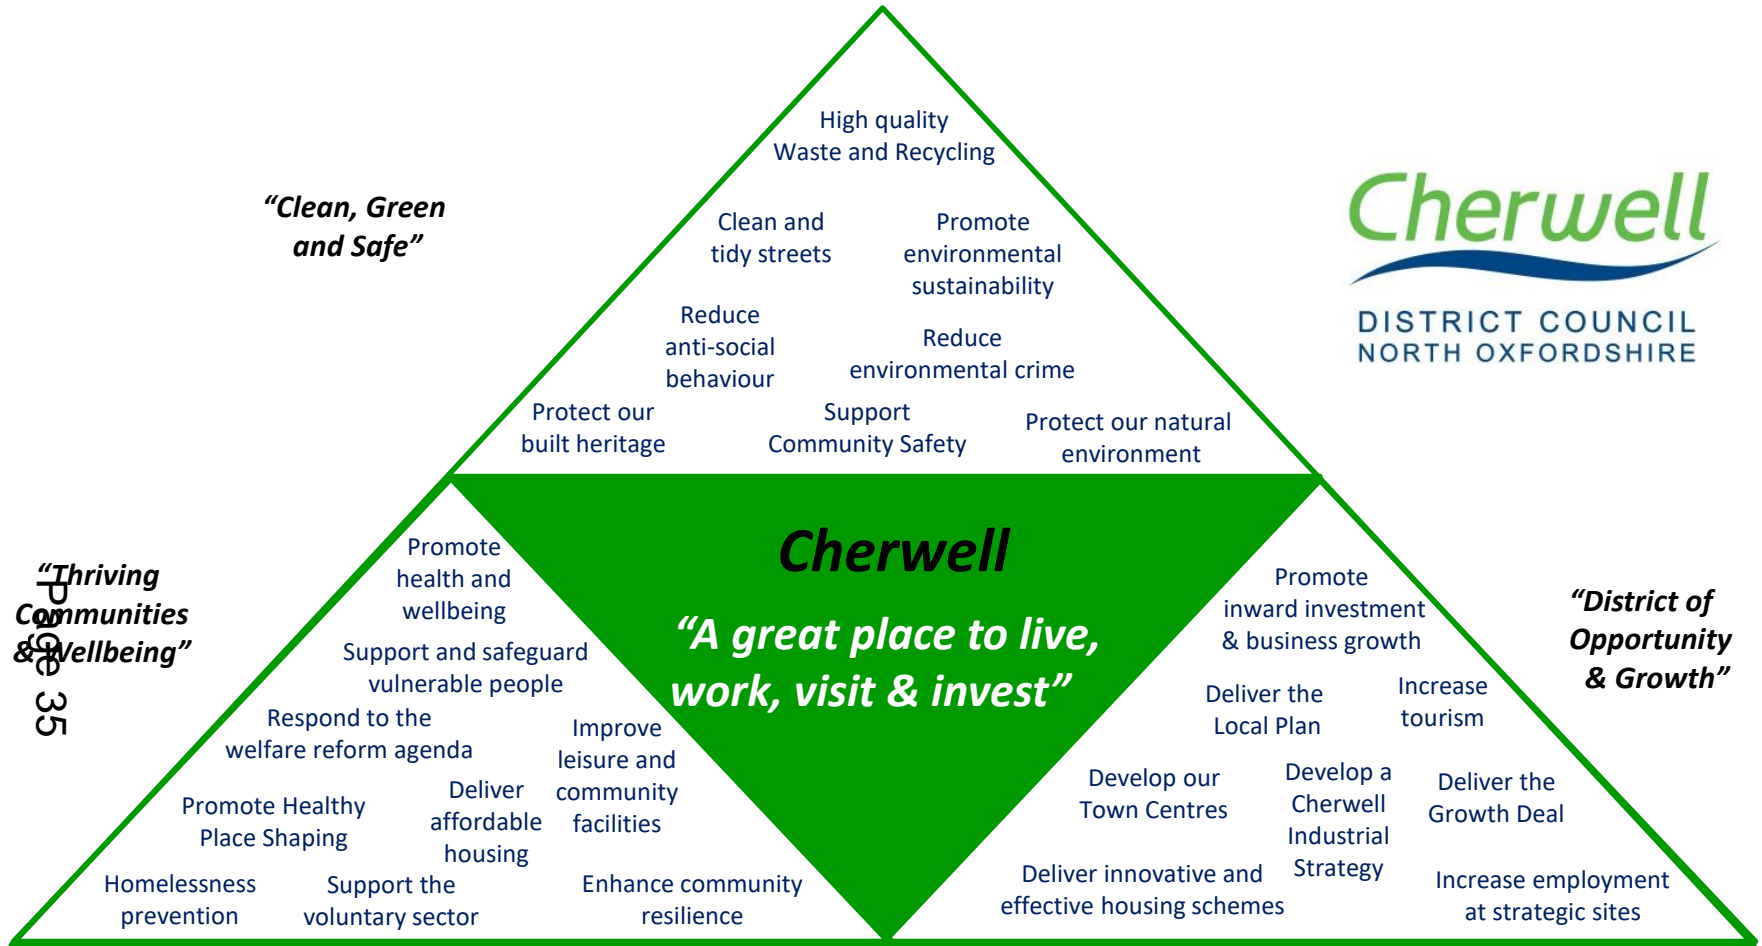 High quality
Waste and Recycling
“Clean, Green
and Safe”
Clean and
tidy streets
Promote
environmental
sustainability
Reduce
anti-social
behaviour
Reduce
environmental crime
Protect our
built heritage
Support
Community Safety
Protect our natural
environment
Cherwell
DISTRICT COUNCIL
NORTH OXFORDSHIRE
Cherwell
“A great place to live,
work, visit & invest”
“Thriving
Communities
& Wellbeing”
Page 35
Promote
health and
wellbeing
Support and safeguard
vulnerable people
Respond to the
welfare reform agenda
Improve
leisure and
community
facilities
Promote Healthy
Place Shaping
Deliver
affordable
housing
Homelessness
prevention
Support the
voluntary sector
Enhance community
resilience
“District of
Opportunity
& Growth”
Promote
inward investment
& business growth
Deliver the
Local Plan
Increase
tourism
Develop our
Town Centres
Develop a
Cherwell
Industrial
Strategy
Deliver the
Growth Deal
Deliver innovative and
effective housing schemes
Increase employment
at strategic sites